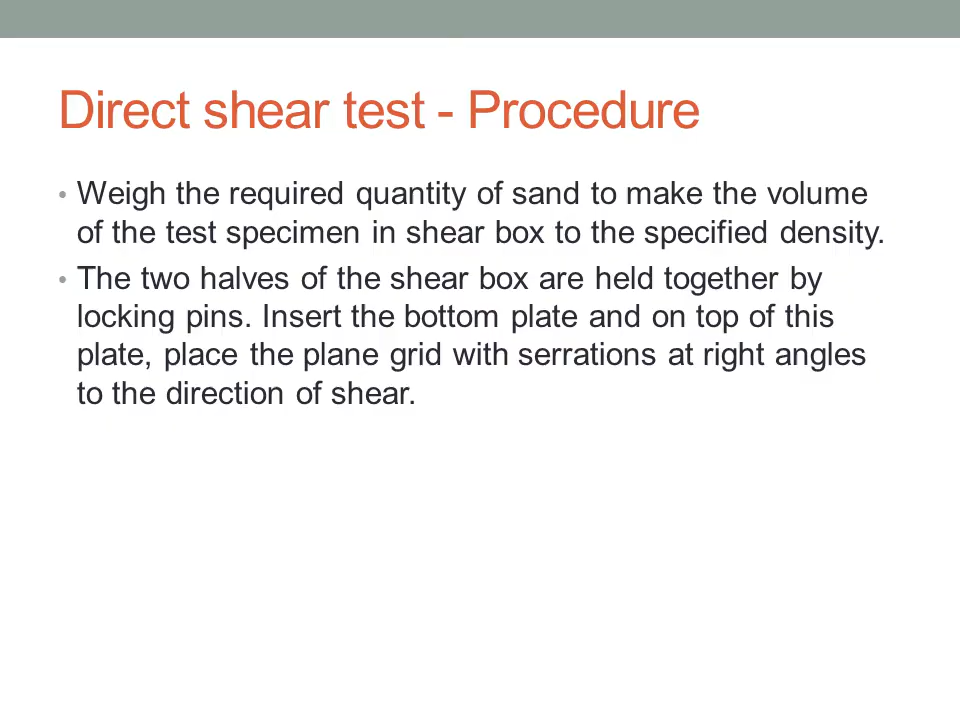 Direct shear test - Procedure
• Weigh the required quantity of sand to make the volume
of the test specimen in shear box to the specified density.
• The two halves of the shear box are held together by
locking pins. Insert the bottom plate and on top of this
plate, place the plane grid with serrations at right angles
to the direction of shear.